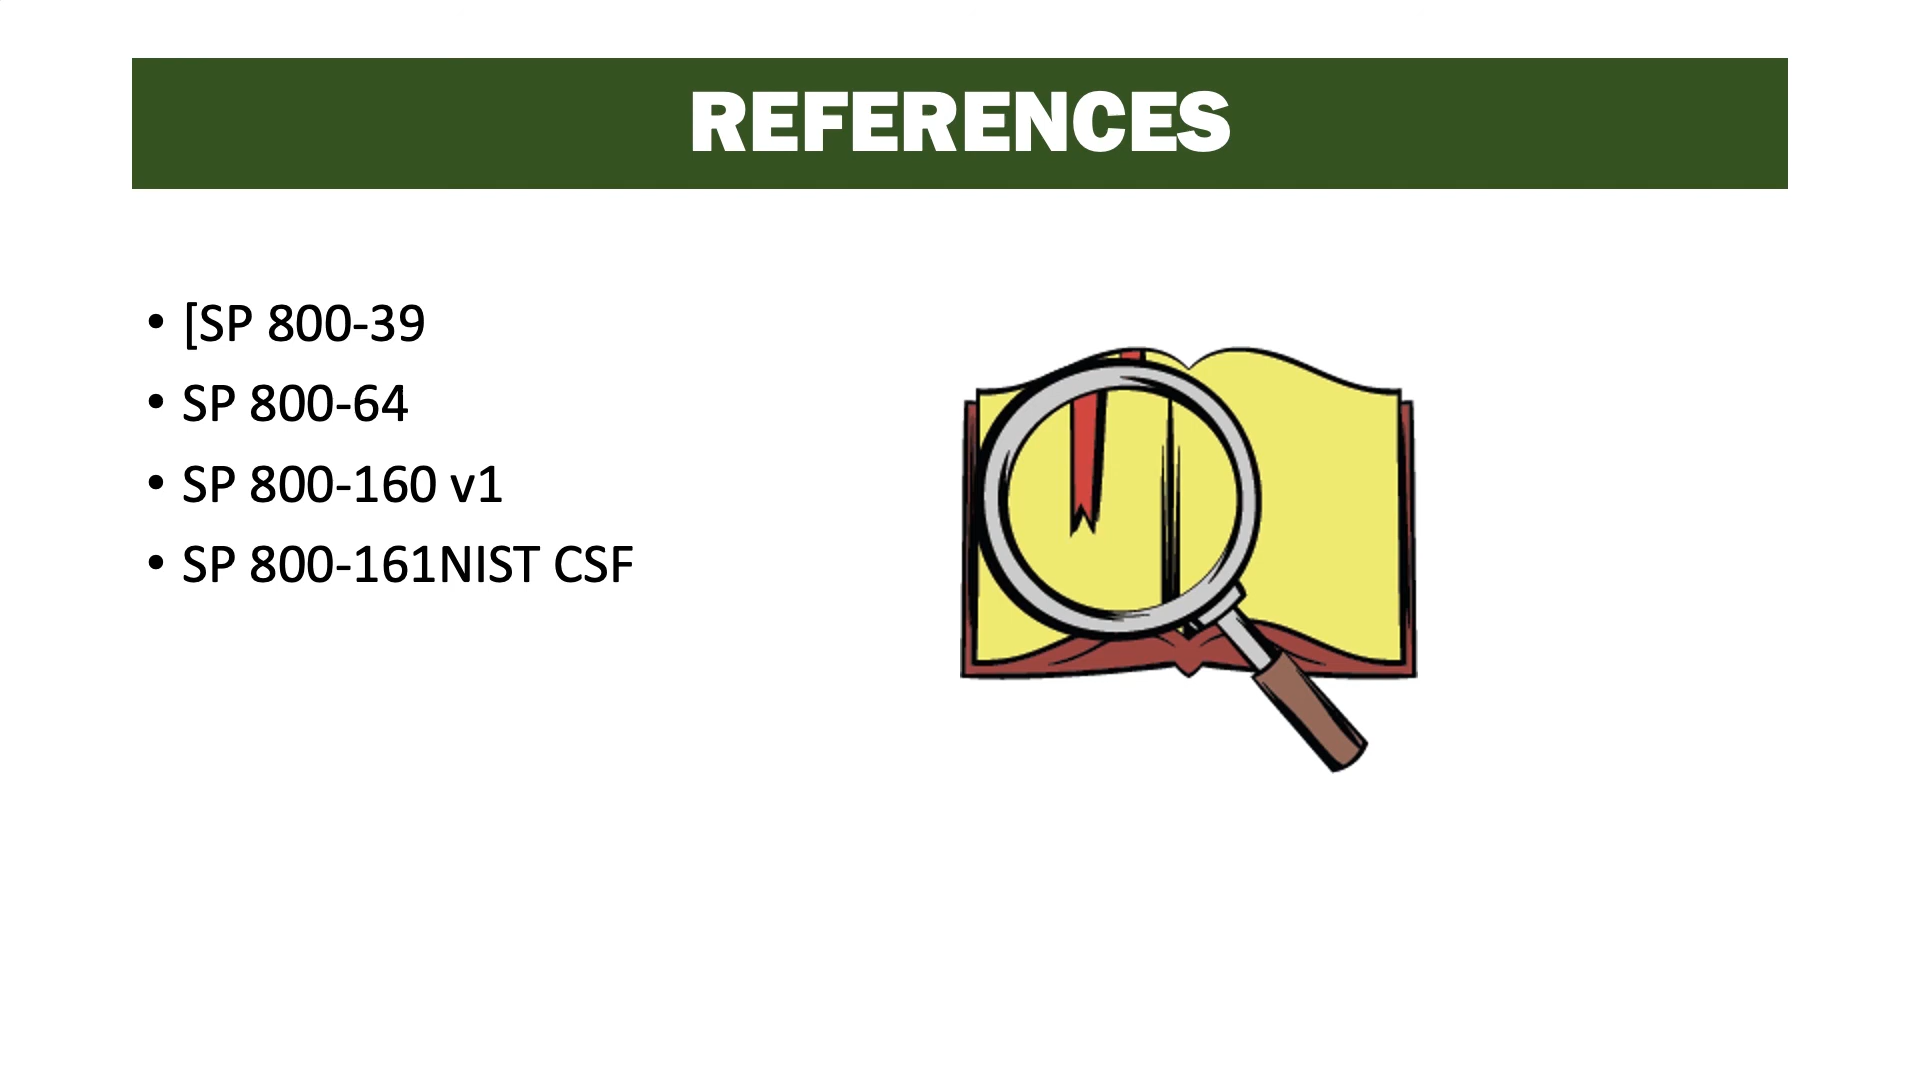 REFERENCES
• [SP 800-39
• SP 800-64
• SP 800-160 v1
• SP 800-161NIST CSF